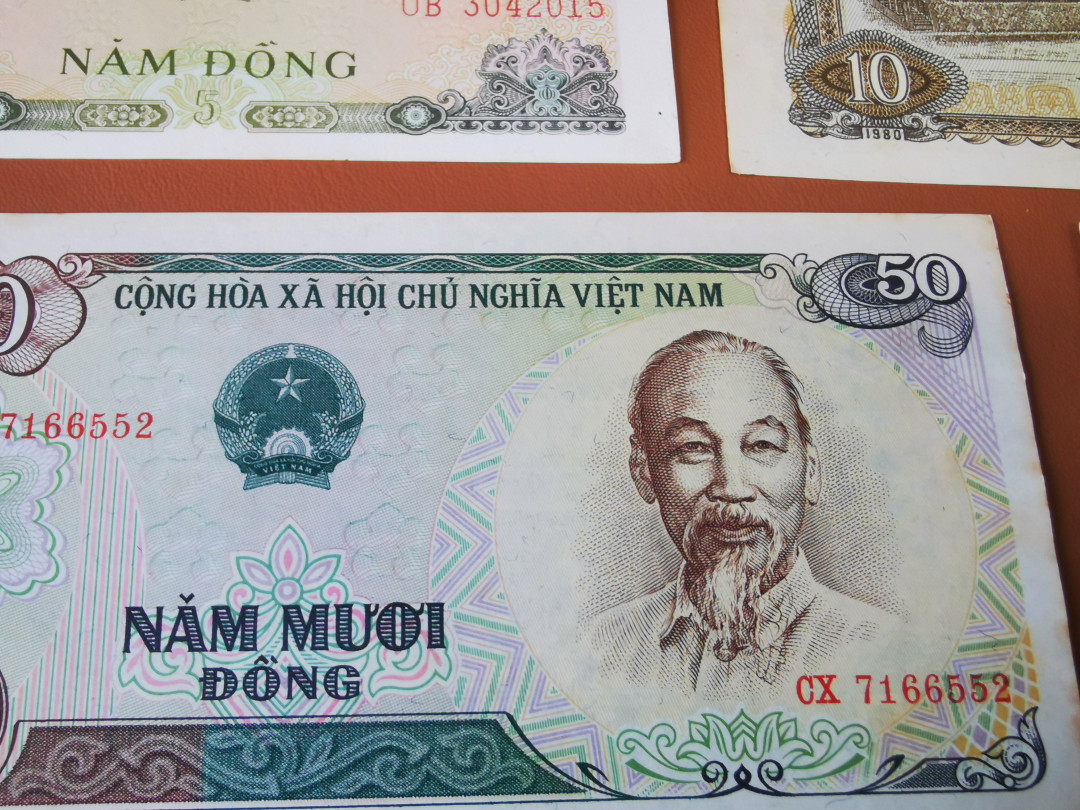 UB 3042015
NĂM ĐỒNG
5
10
1980
CỘNG HÒA XÃ HỘI CHỦ NGHĨA VIỆT NAM
50
7166552
VIỆT NAM
NĂM MƯƠI
ĐỒNG
CX 7166552